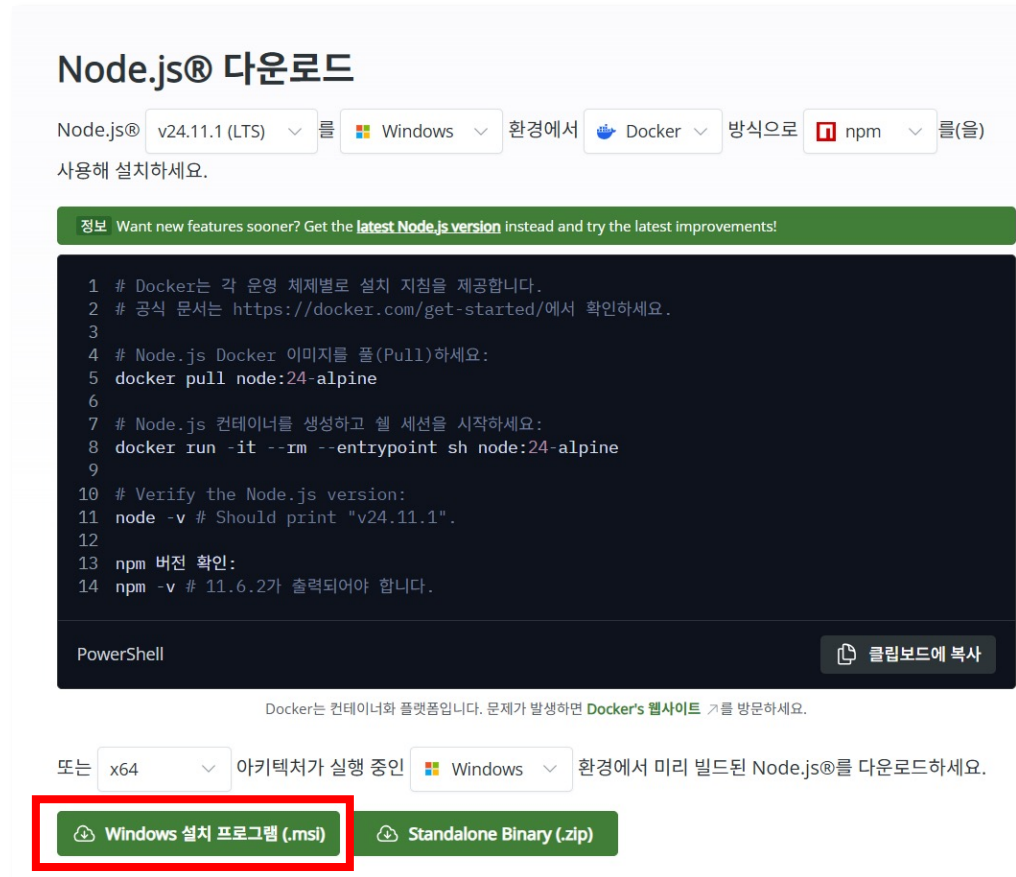 Node.js® 다운로드
Node.js® v24.11.1 (LTS) 를 Windows 환경에서 Docker 방식으로 npm 를(을)
사용해 설치하세요.
정보 Want new features sooner? Get the latest Node.js version instead and try the latest improvements!
1 # Docker는 각 운영 체제별로 설치 지침을 제공합니다.
2 # 공식 문서는 https://docker.com/get-started/에서 확인하세요.
3
4 # Node.js Docker 이미지를 풀(Pull)하세요:
5 docker pull node:24-alpine
6
7 # Node.js 컨테이너를 생성하고 쉘 세션을 시작하세요:
8 docker run -it --rm --entrypoint sh node:24-alpine
9
10 # Verify the Node.js version:
11 node -v # Should print "v24.11.1".
12
13 npm 버전 확인:
14 npm -v # 11.6.2가 출력되어야 합니다.
PowerShell 클립보드에 복사
Docker는 컨테이너화 플랫폼입니다. 문제가 발생하면 Docker's 웹사이트 ↗를 방문하세요.
또는 x64 아키텍처가 실행 중인 Windows 환경에서 미리 빌드된 Node.js®를 다운로드하세요.
Windows 설치 프로그램 (.msi) Standalone Binary (.zip)